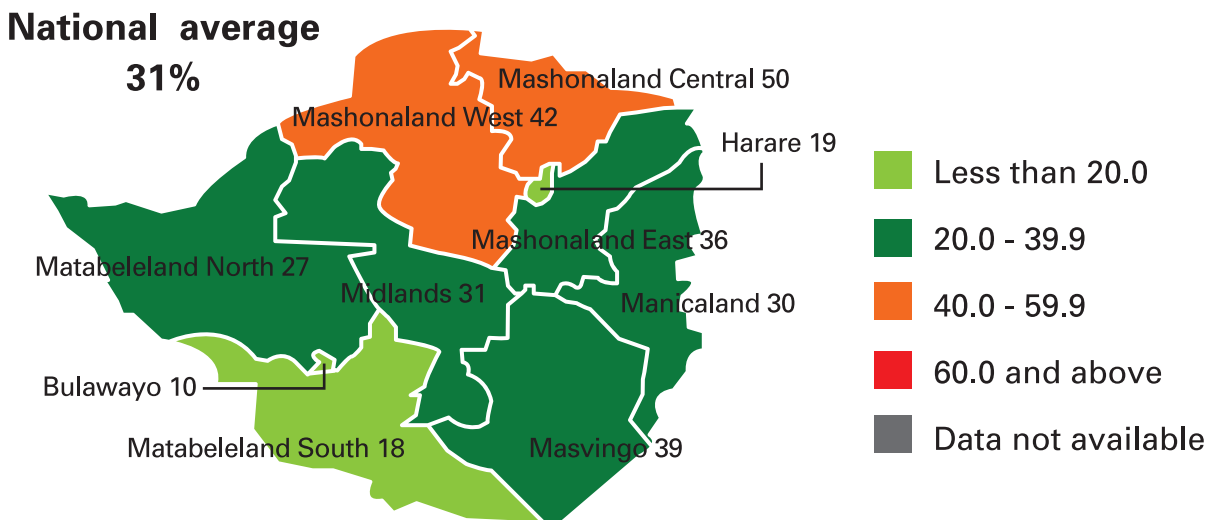 National average
31%
Mashonaland Central 50
Mashonaland West 42
Harare 19
Mashonaland East 36
Matabeleland North 27
Midlands 31
Manicaland 30
Bulawayo 10
Matabeleland South 18
Masvingo 39
Less than 20.0
20.0 - 39.9
40.0 - 59.9
60.0 and above
Data not available